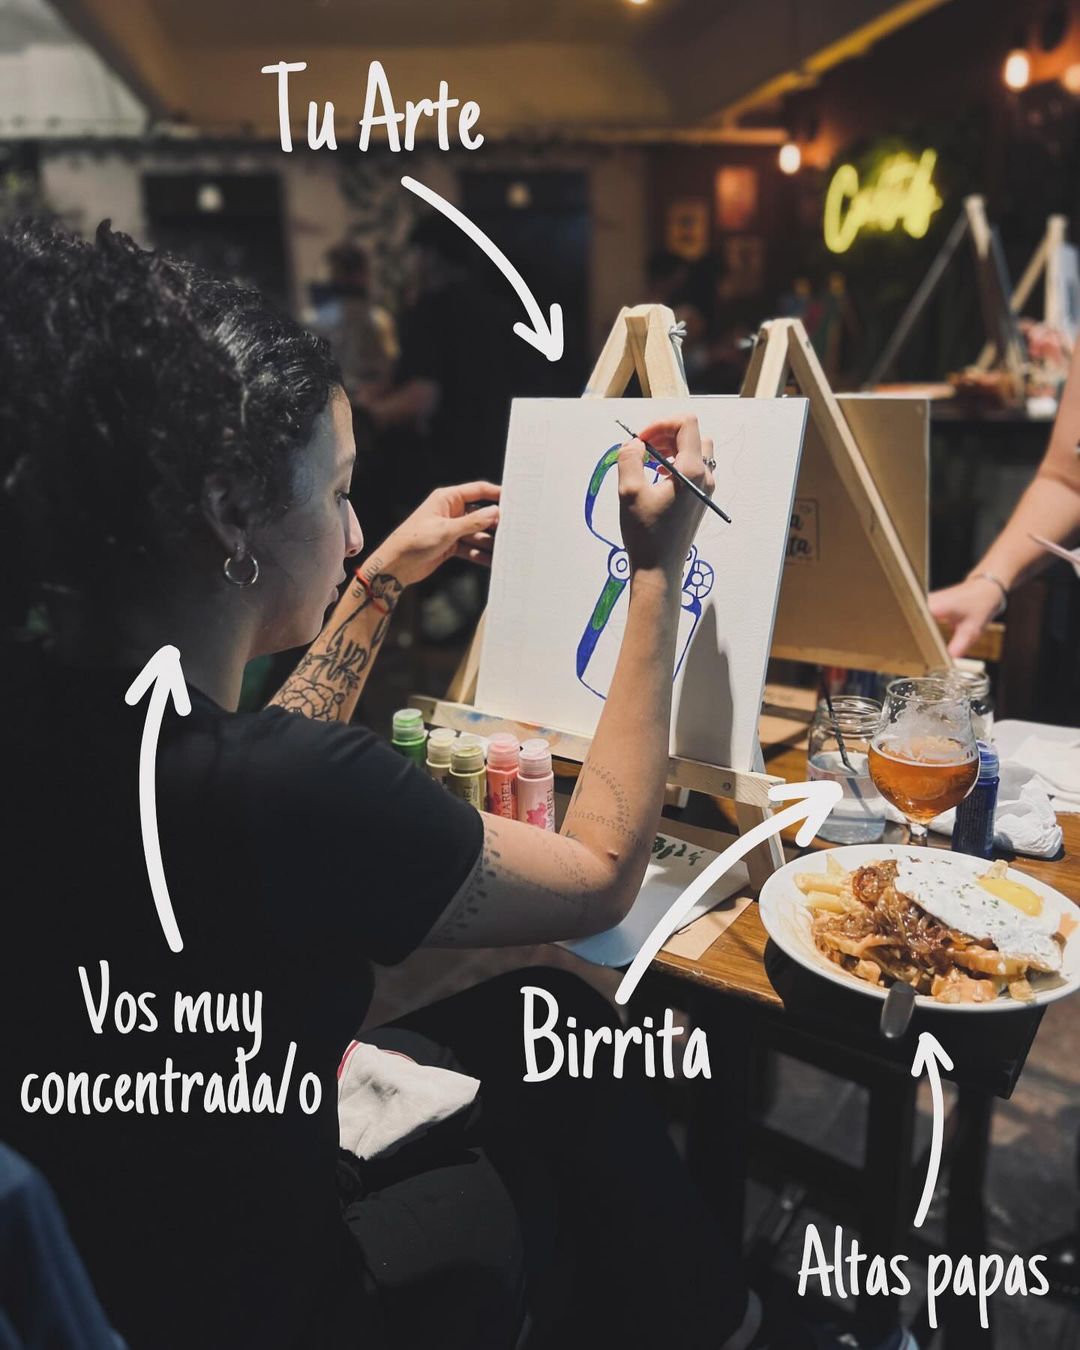 Tu Arte
Vos muy
concentrada/o
Birrita
Altas papas